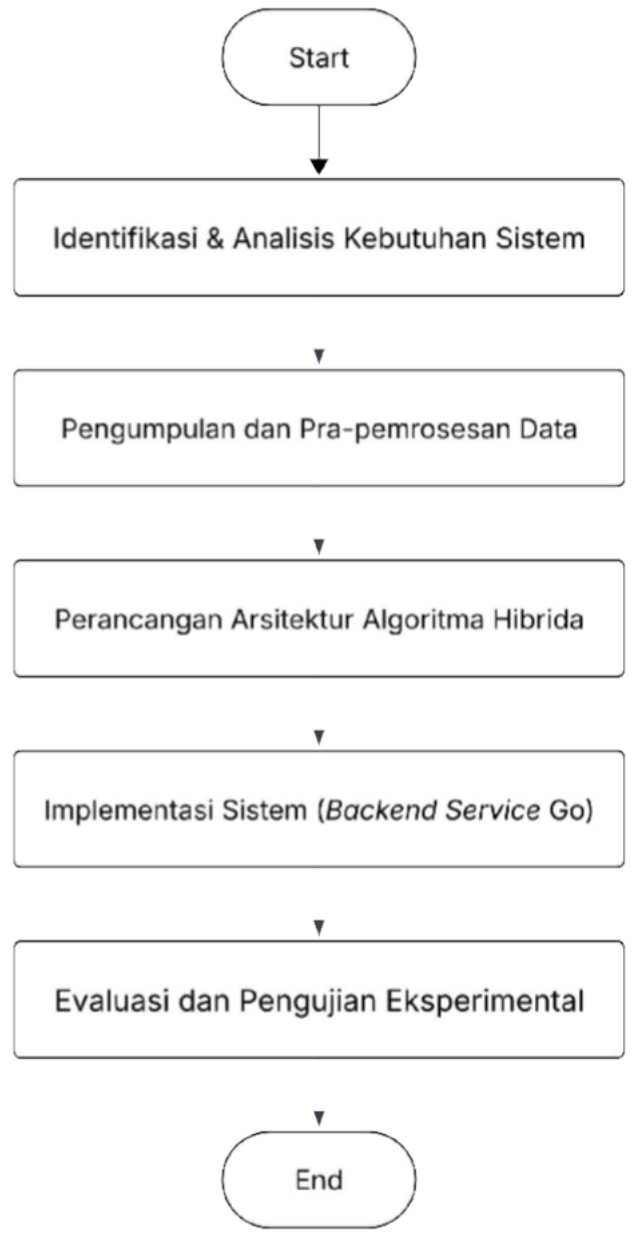 Start
Identifikasi & Analisis Kebutuhan Sistem
Pengumpulan dan Pra-pemrosesan Data
Perancangan Arsitektur Algoritma Hibrida
Implementasi Sistem (Backend Service Go)
Evaluasi dan Pengujian Eksperimental
End